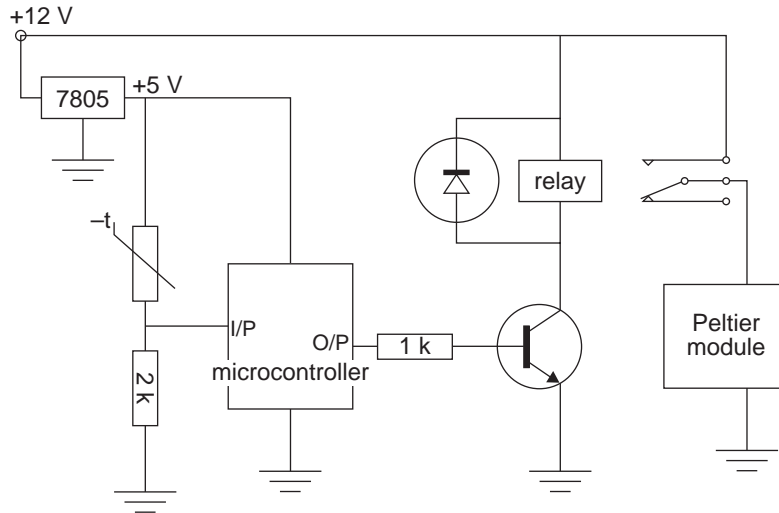 +12 V
7805
+5 V
–t
relay
I/P
O/P
microcontroller
1 k
2 k
Peltier
module